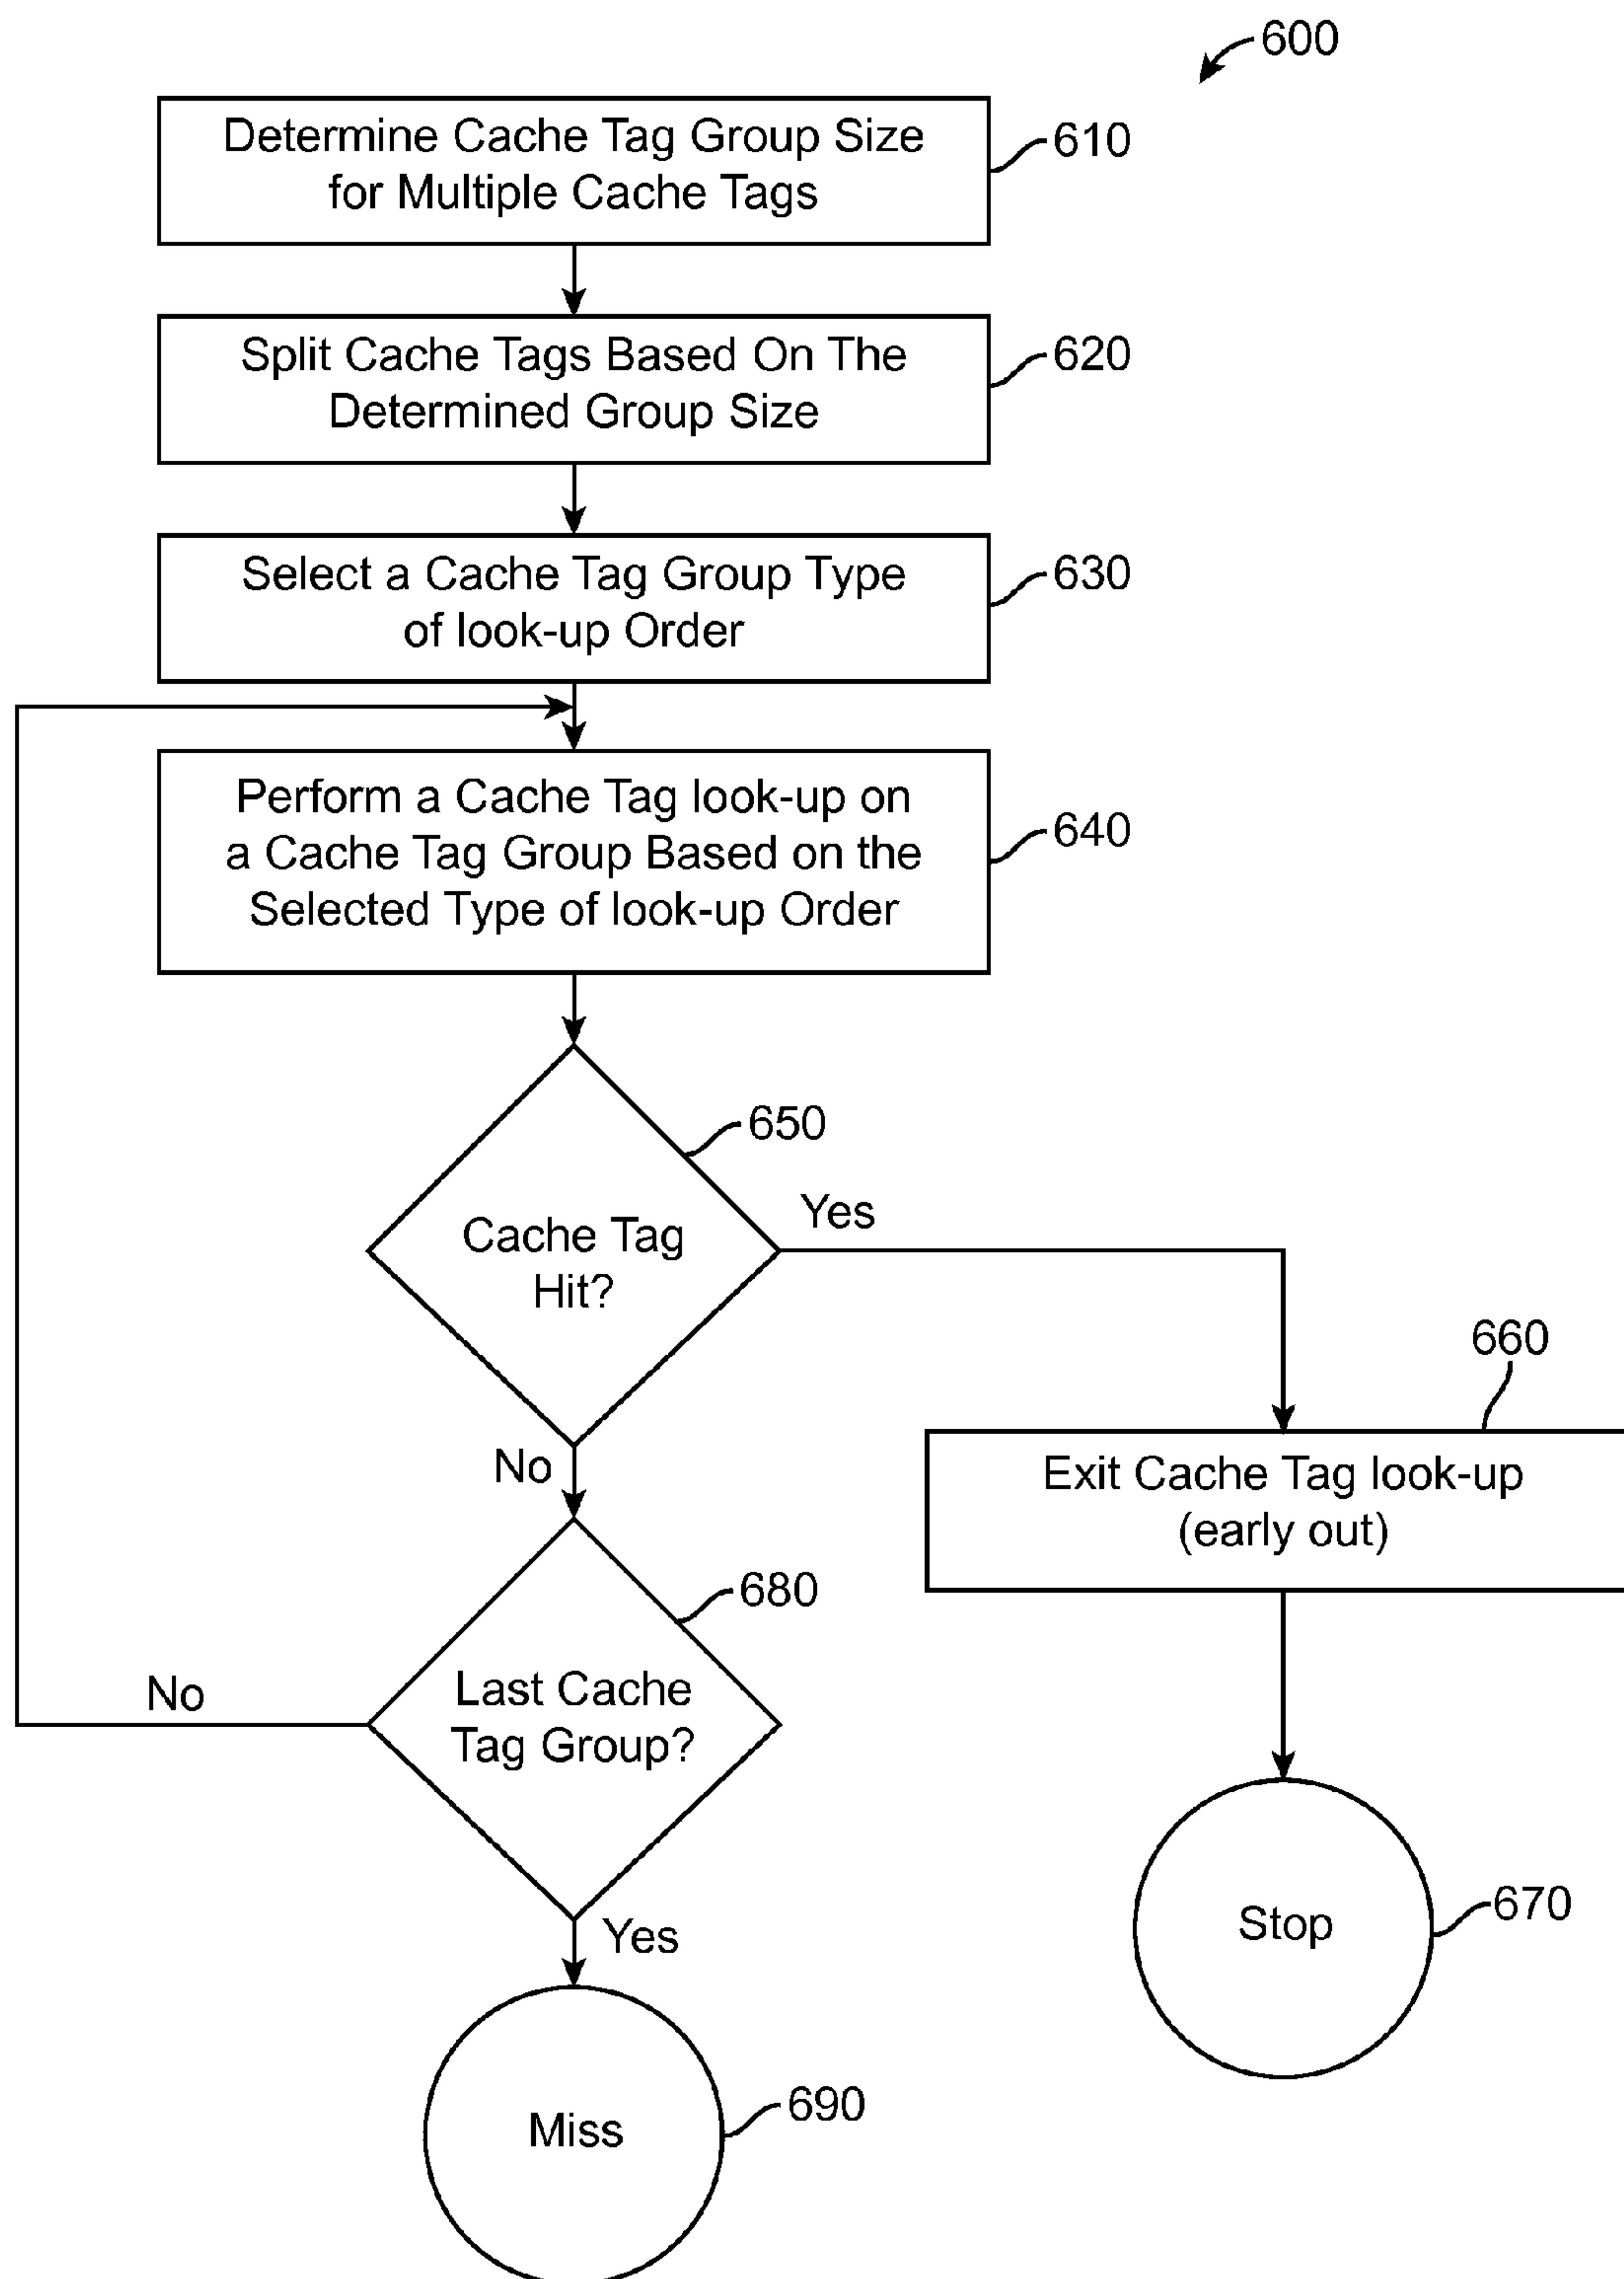 600
Determine Cache Tag Group Size
for Multiple Cache Tags
610
Split Cache Tags Based On The
Determined Group Size
620
Select a Cache Tag Group Type
of look-up Order
630
Perform a Cache Tag look-up on
a Cache Tag Group Based on the
Selected Type of look-up Order
640
650
Cache Tag
Hit?
Yes
No
660
Exit Cache Tag look-up
(early out)
680
Last Cache
Tag Group?
No
Yes
Stop
670
Miss
690